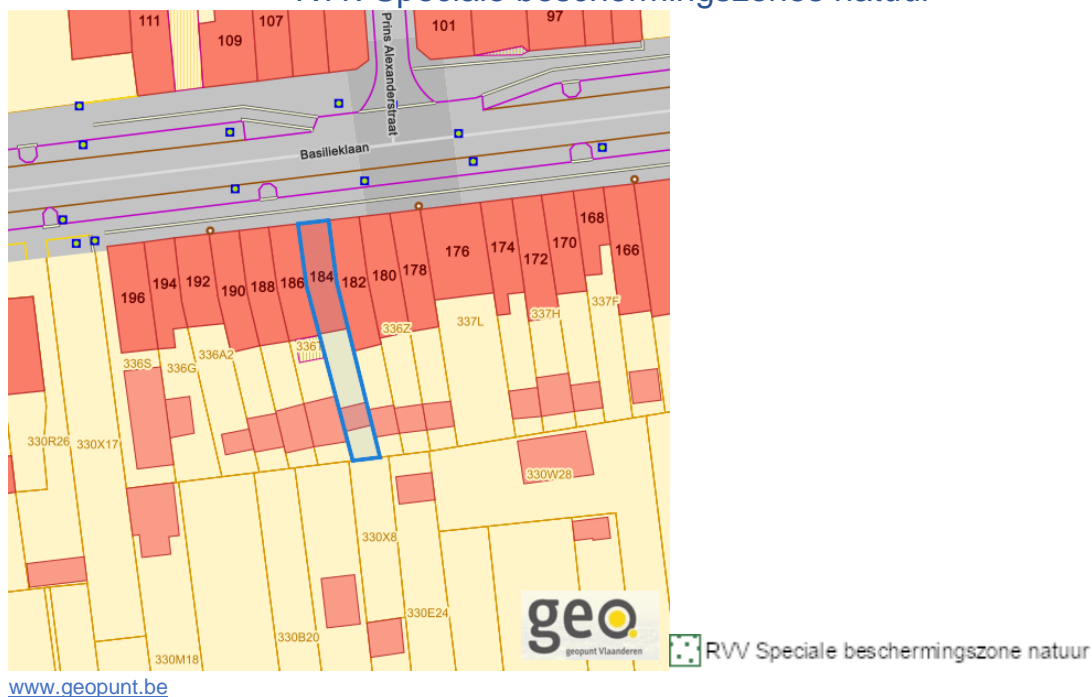 RVV Speciale beschermingszones natuur
111
109
107
101
97
Prins Alexanderstraat
Basilieklaan
196
194
192
190
188
186
184
182
180
178
176
174
172
170
168
166
336S
336G
336A2
336T
336Z
337L
337H
337F
330R26
330X17
330W28
330X8
330E24
330B20
330M18
geo
geopunt Vlaanderen
RVV Speciale beschermingszone natuur
www.geopunt.be